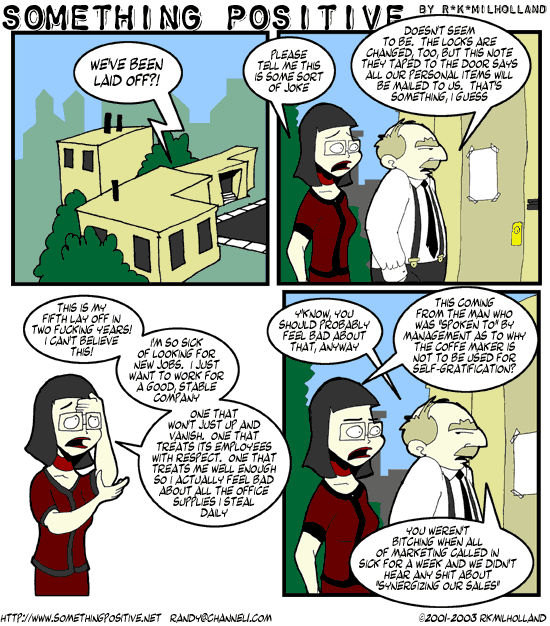 SOMETHING POSITIVE BY R*K*MILHOLLAND
WE'VE BEEN
LAID OFF?!
PLEASE
TELL ME THIS
IS SOME SORT
OF JOKE
DOESN'T SEEM
TO BE. THE LOCKS ARE
CHANGED, TOO, BUT THIS NOTE
THEY TAPED TO THE DOOR SAYS
ALL OUR PERSONAL ITEMS WILL
BE MAILED TO US. THAT'S
SOMETHING, I GUESS
THIS IS MY
FIFTH LAY OFF IN
TWO FUCKING YEARS!
I CAN'T BELIEVE
THIS!
I'M SO SICK
OF LOOKING FOR
NEW JOBS. I JUST
WANT TO WORK FOR
A GOOD, STABLE
COMPANY
ONE THAT
WON'T JUST UP AND
VANISH. ONE THAT
TREATS ITS EMPLOYEES
WITH RESPECT. ONE THAT
TREATS ME WELL ENOUGH
SO I ACTUALLY FEEL BAD
ABOUT ALL THE OFFICE
SUPPLIES I STEAL
DAILY
Y'KNOW, YOU
SHOULD PROBABLY
FEEL BAD ABOUT
THAT, ANYWAY
THIS COMING
FROM THE MAN WHO
WAS "SPOKEN TO" BY
MANAGEMENT AS TO WHY
THE COFFE MAKER IS
NOT TO BE USED FOR
SELF-GRATIFICATION?
YOU WEREN'T
BITCHING WHEN ALL
OF MARKETING CALLED IN
SICK FOR A WEEK AND WE DIDN'T
HEAR ANY SHIT ABOUT
"SYNERGIZING OUR SALES"
HTTP://WWW.SOMETHINGPOSITIVE.NET RANDY@CHANNEL1.COM ©2001-2003 RKMILHOLLAND